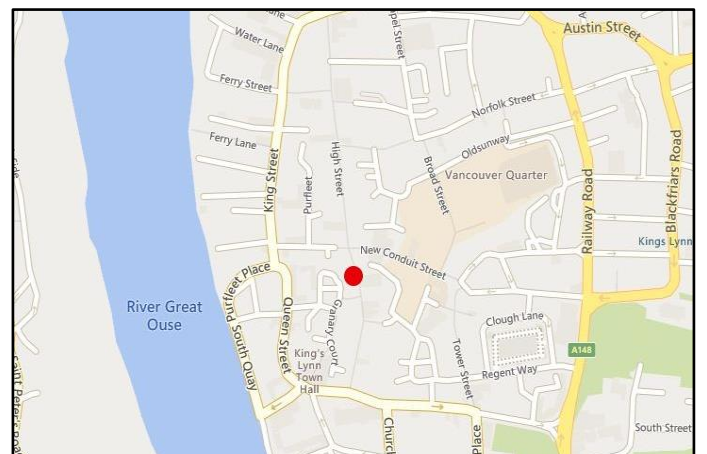 Water Lane
Austin Street
Ferry Street
Norfolk Street
Ferry Lane
Oldsunway
High Street
Broad Street
King Street
Purfleet
Vancouver Quarter
Railway Road
Blackfriars Road
Kings Lynn
New Conduit Street
Purfleet Place
River Great
Ouse
South Quay
Queen Street
Granary Court
Clough Lane
A148
King's
Lynn
Town
Hall
Tower Street
Regent Way
South Street
Church
Place